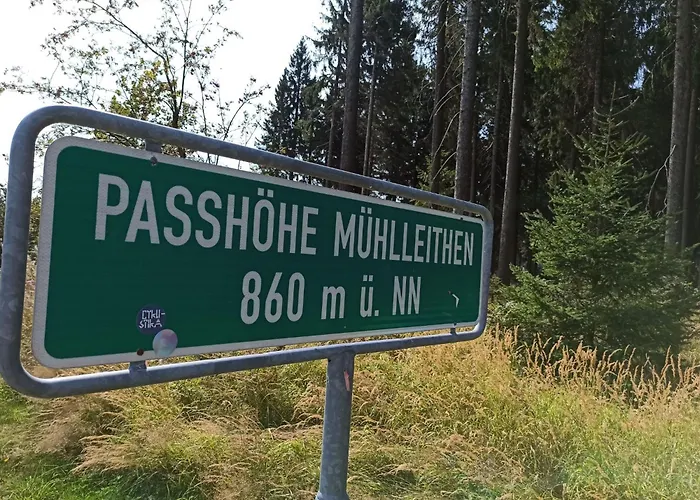 PASSHÖHE MÜHLLEITHEN
860 m ü. NN